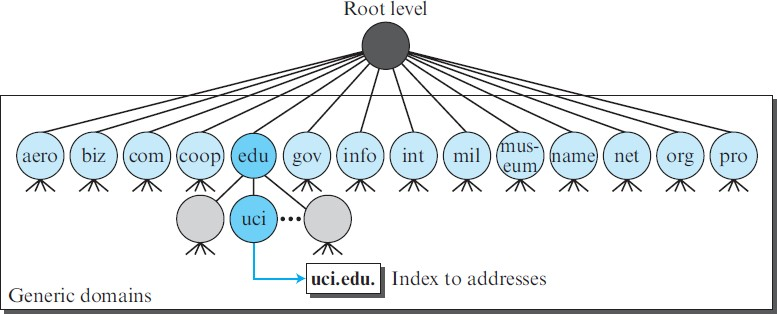 Root level
aero biz com coop edu gov info int mil mus-
eum name net org pro
uci
uci.edu. Index to addresses
Generic domains